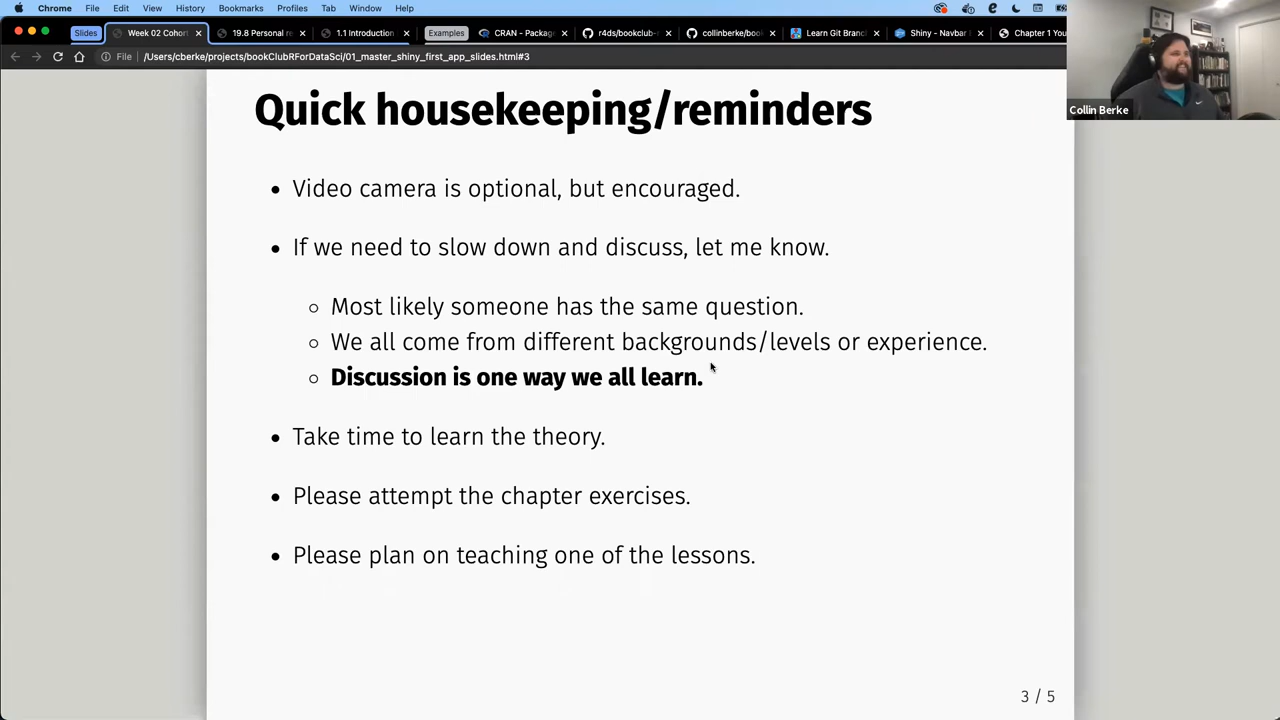 Chrome File Edit View History Bookmarks Profiles Tab Window Help
Slides Week 02 Cohor 19.8 Personal re 1.1 Introduction Examples CRAN - Package r4ds/bookclub- collinberke/boo Learn Git Branc Shiny - Navbar Chapter 1 You
File /Users/cberke/projects/bookClubRForDataSci/01_master_shiny_first_app_slides.html#3
Collin Berke
Quick housekeeping/reminders
• Video camera is optional, but encouraged.
• If we need to slow down and discuss, let me know.
○ Most likely someone has the same question.
○ We all come from different backgrounds/levels or experience.
○ Discussion is one way we all learn.
• Take time to learn the theory.
• Please attempt the chapter exercises.
• Please plan on teaching one of the lessons.
3 / 5